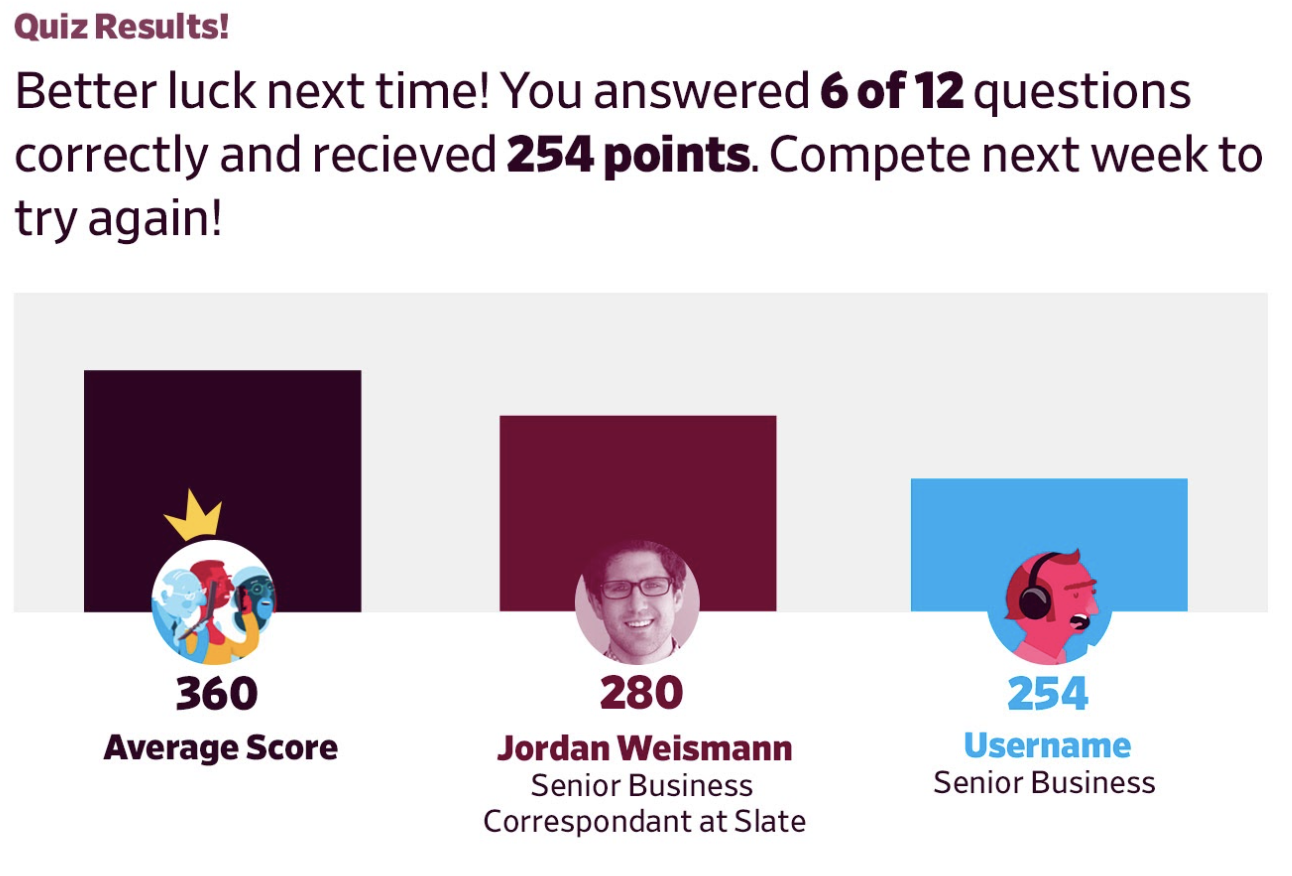 Quiz Results!
Better luck next time! You answered 6 of 12 questions
correctly and recieved 254 points. Compete next week to
try again!
360
Average Score
280
Jordan Weismann
Senior Business
Correspondant at Slate
254
Username
Senior Business